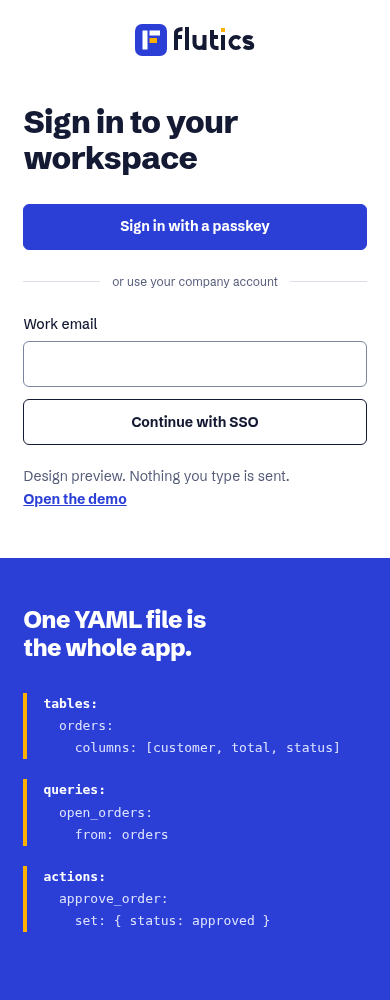 flutics
Sign in to your
workspace
Sign in with a passkey
or use your company account
Work email
Continue with SSO
Design preview. Nothing you type is sent.
Open the demo
One YAML file is
the whole app.
tables:
  orders:
    columns: [customer, total, status]
queries:
  open_orders:
    from: orders
actions:
  approve_order:
    set: { status: approved }